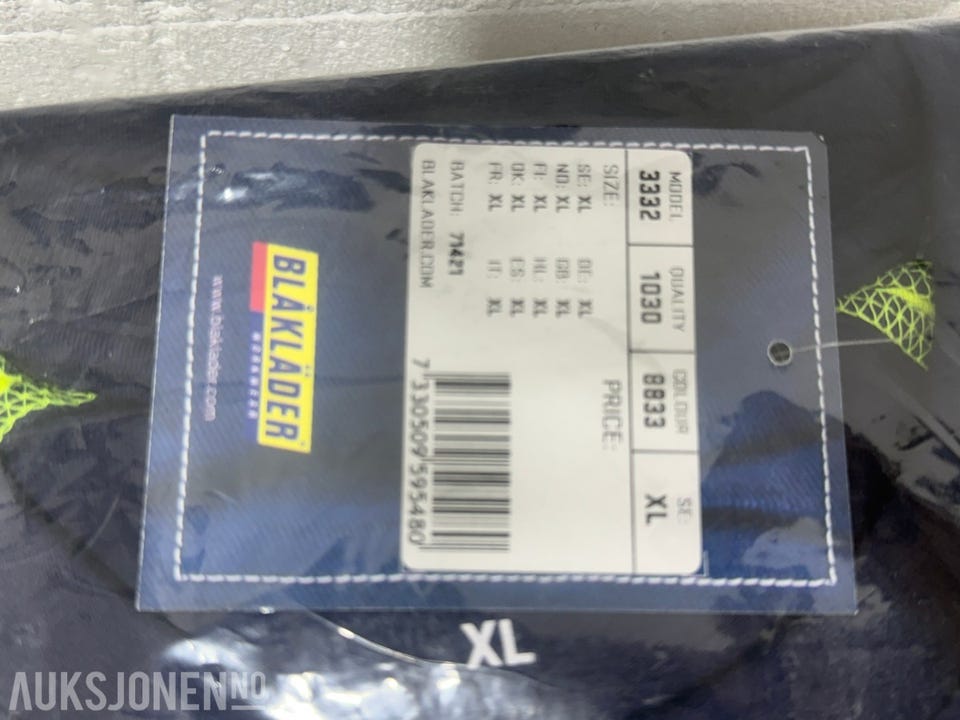 MODEL QUALITY COLOUR SE:
3332 1030 8833 XL
SIZE: PRICE:
SE: XL DE: XL
NO: XL GB: XL
FI: XL NL: XL
DK: XL ES: XL
FR: XL IT: XL
BATCH: 71421
BLAKLADER.COM
7 330509 595480
BLÅKLÄDER
WORKWEAR
www.blaklader.com
XL
AUKSJONEN.NO